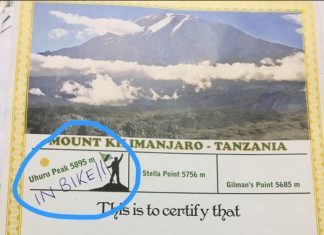 MOUNT KILIMANJARO - TANZANIA
Uhuru Peak 5895 m
IN BIKE!!
Stella Point 5756 m
Gilman's Point 5685 m
This is to certify that